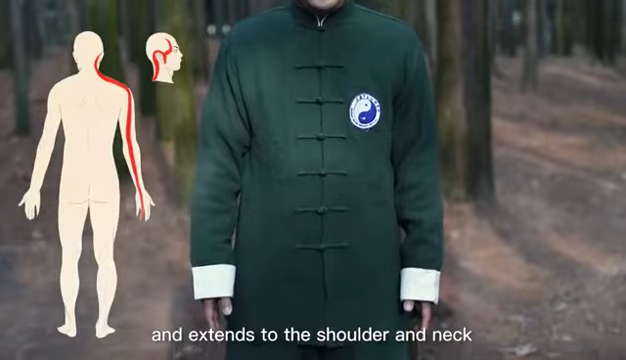 and extends to the shoulder and neck